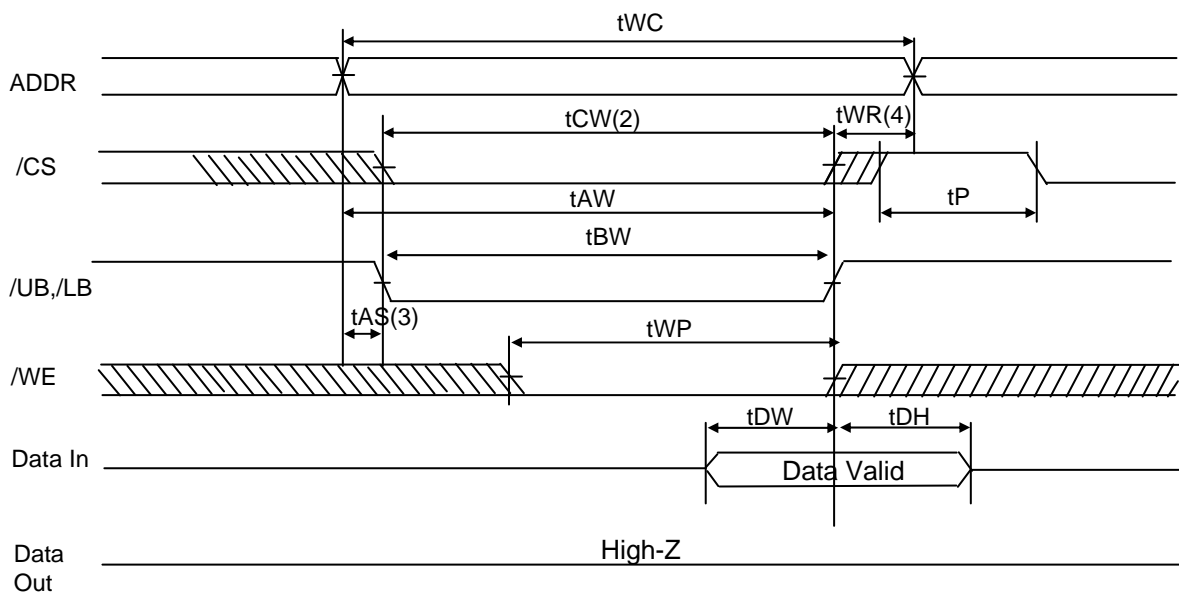 tWC
ADDR
tCW(2)
tWR(4)
/CS
tAW
tP
tBW
/UB,/LB
tAS(3)
tWP
/WE
tDW
tDH
Data In
Data Valid
High-Z
Data
Out